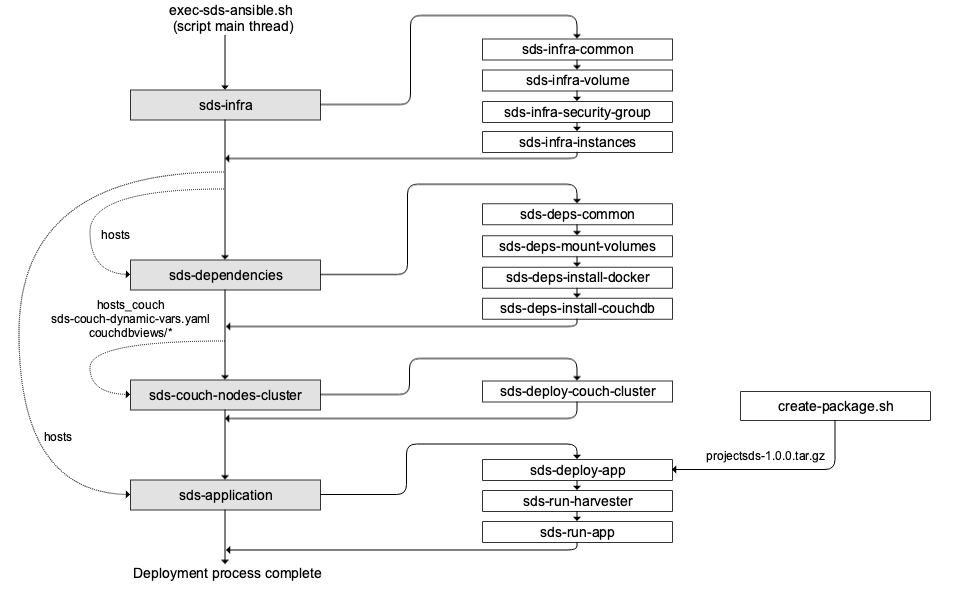 exec-sds-ansible.sh
(script main thread)
sds-infra-common
sds-infra-volume
sds-infra
sds-infra-security-group
sds-infra-instances
sds-deps-common
hosts
sds-deps-mount-volumes
sds-dependencies
sds-deps-install-docker
hosts_couch
sds-deps-install-couchdb
sds-couch-dynamic-vars.yaml
couchdbviews/*
sds-couch-nodes-cluster
sds-deploy-couch-cluster
create-package.sh
hosts
projectsds-1.0.0.tar.gz
sds-deploy-app
sds-application
sds-run-harvester
sds-run-app
Deployment process complete